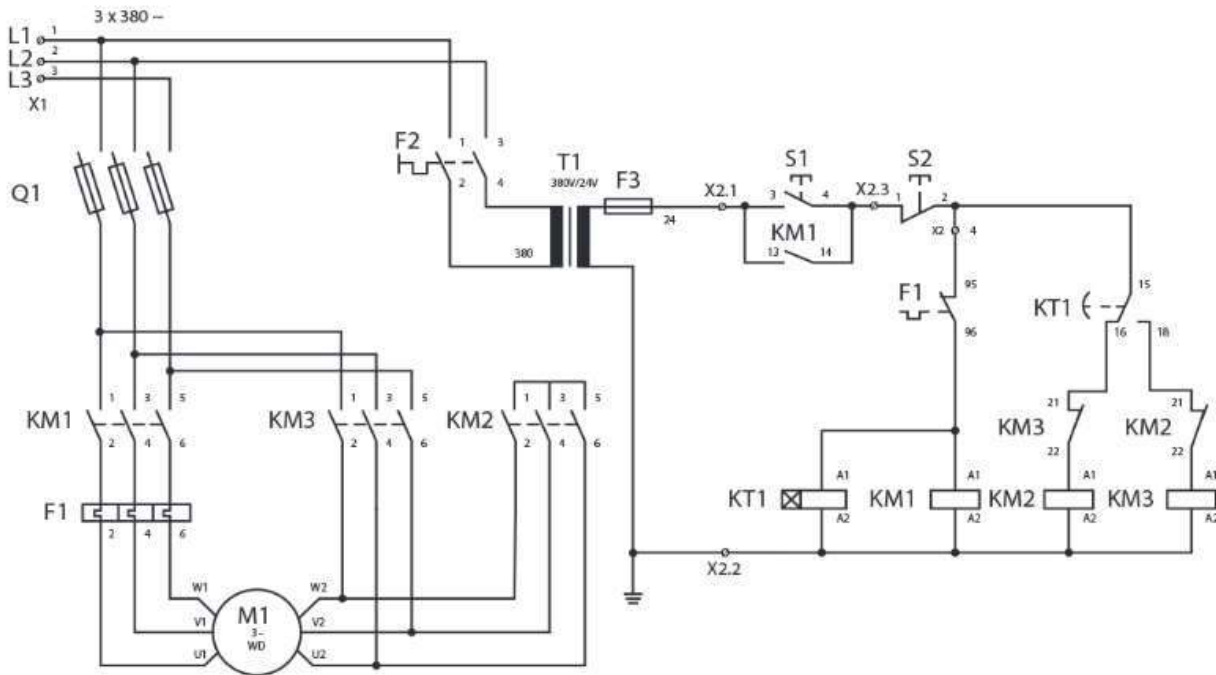 3 x 380 ~
L1 1
L2 2
L3 3
X1
Q1
F2
1 3
2 4
T1
380V/24V
380
F3
24
X2.1
S1
3 4
KM1
13 14
X2.3
S2
1 2
X2 4
F1
95
96
KT1
15
16 18
KM1
1 3 5
2 4 6
KM3
1 3 5
2 4 6
KM2
1 3 5
2 4 6
KM3
21
22
KM2
21
22
F1
2 4 6
KT1
A1
A2
KM1
A1
A2
KM2
A1
A2
KM3
A1
A2
X2.2
W1
V1
U1
M1
3~
WD
W2
V2
U2